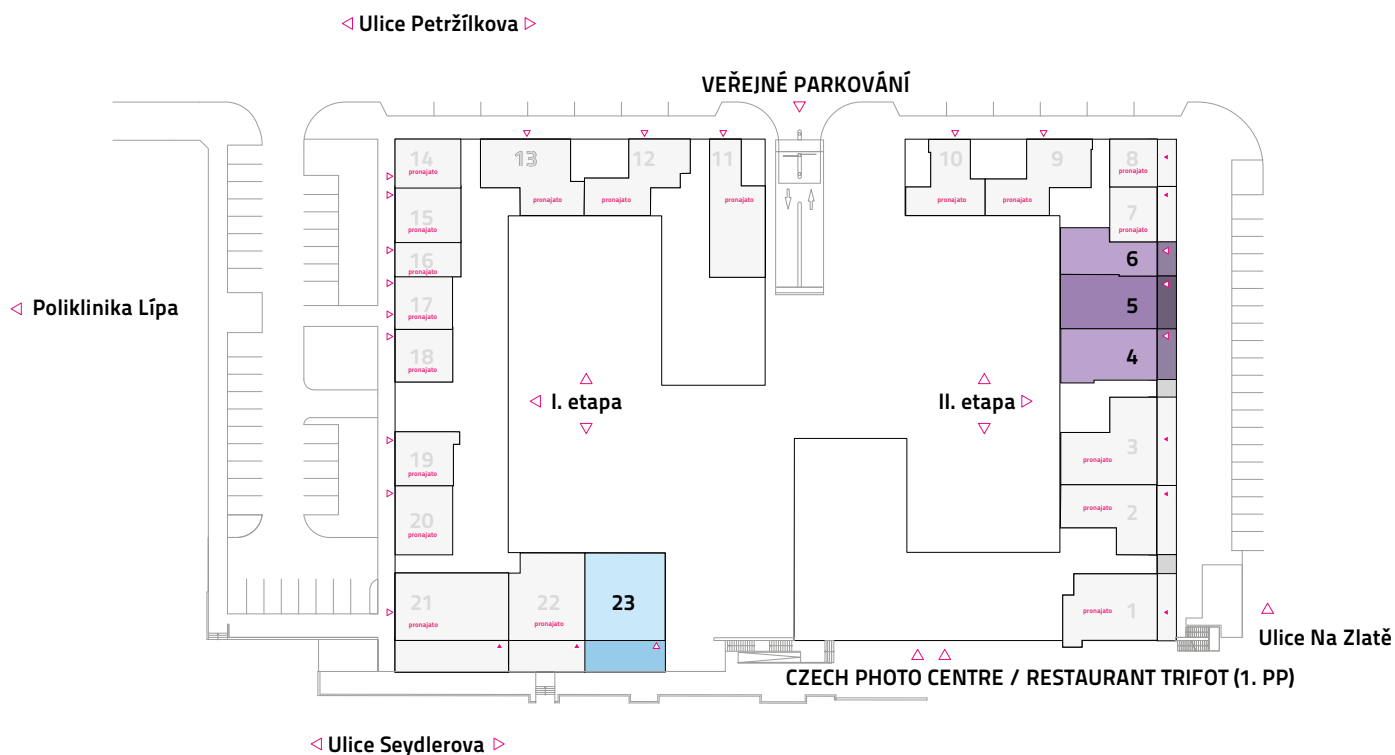 Ulice Petržílkova
VEŘEJNÉ PARKOVÁNÍ
14
pronajato
13
pronajato
12
pronajato
11
pronajato
10
pronajato
9
pronajato
8
pronajato
15
pronajato
7
pronajato
16
pronajato
6
Poliklinika Lípa
17
pronajato
5
18
pronajato
4
I. etapa
II. etapa
19
pronajato
3
pronajato
20
pronajato
2
pronajato
21
pronajato
22
pronajato
23
1
pronajato
Ulice Na Zlatě
CZECH PHOTO CENTRE / RESTAURANT TRIFOT (1. PP)
Ulice Seydlerova